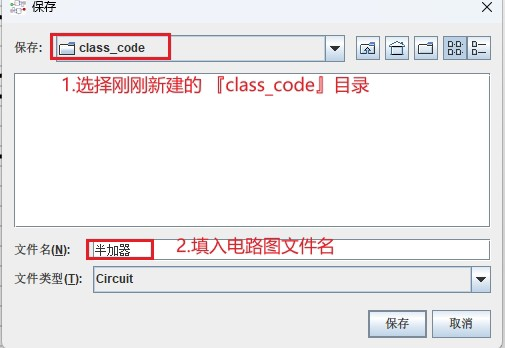 保存
保存:
class_code
1.选择刚刚新建的 『class_code』目录
文件名(N):
半加器
2.填入电路图文件名
文件类型(T):
Circuit
保存
取消